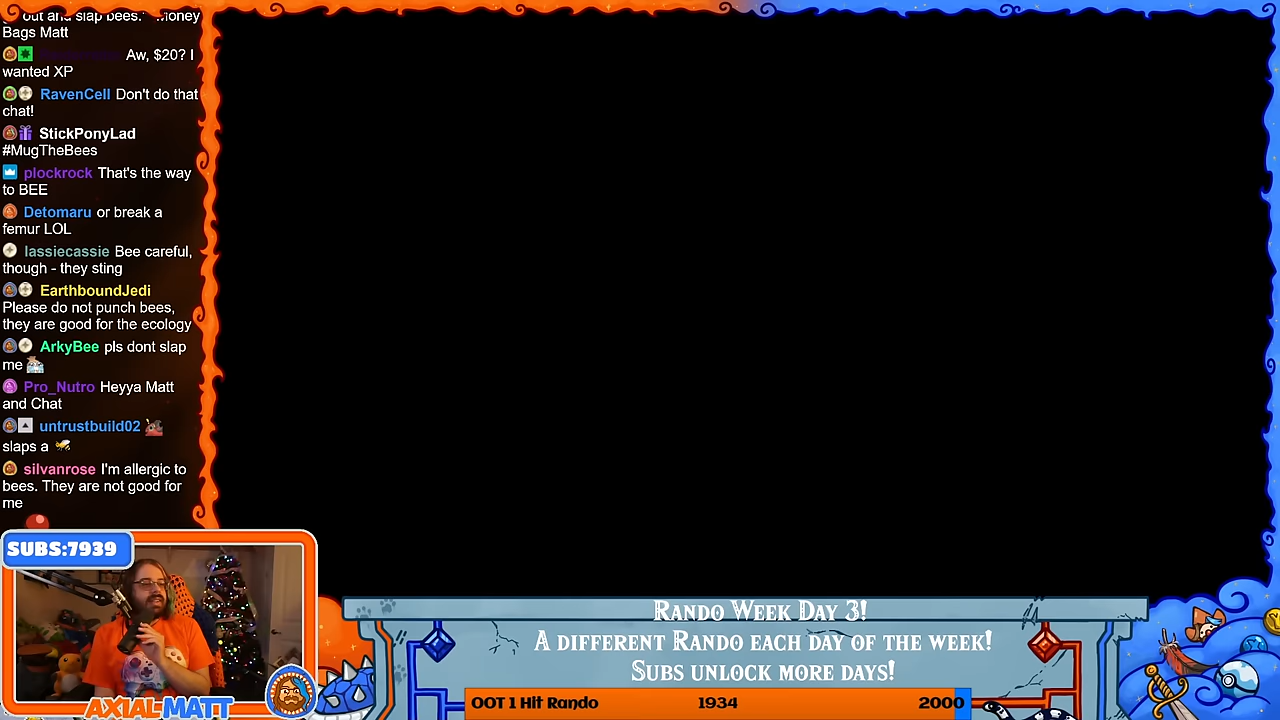 out and slap bees." Money
Bags Matt
Aw, $20? I
wanted XP
RavenCell Don't do that
chat!
StickPonyLad
#MugTheBees
plockrock That's the way
to BEE
Detomaru or break a
femur LOL
lassiecassie Bee careful,
though - they sting
EarthboundJedi
Please do not punch bees,
they are good for the ecology
ArkyBee pls dont slap
me
Pro_Nutro Heyya Matt
and Chat
untrustbuild02
slaps a
silvanrose I'm allergic to
bees. They are not good for
me
SUBS:7939
AXIALMATT
Rando Week Day 3!
A different Rando each day of the week!
Subs unlock more days!
OOT 1 Hit Rando 1934 2000